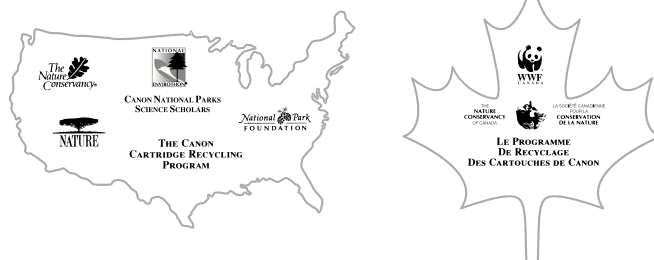 The
Nature
Conservancy®
NATIONAL
ENVIROTHON
CANON NATIONAL PARKS
SCIENCE SCHOLARS
NATURE
National Park
FOUNDATION
THE CANON
CARTRIDGE RECYCLING
PROGRAM
WWF
CANADA
THE
NATURE
CONSERVANCY
OF CANADA
LA SOCIÉTÉ CANADIENNE
POUR LA
CONSERVATION
DE LA NATURE
LE PROGRAMME
DE RECYCLAGE
DES CARTOUCHES DE CANON